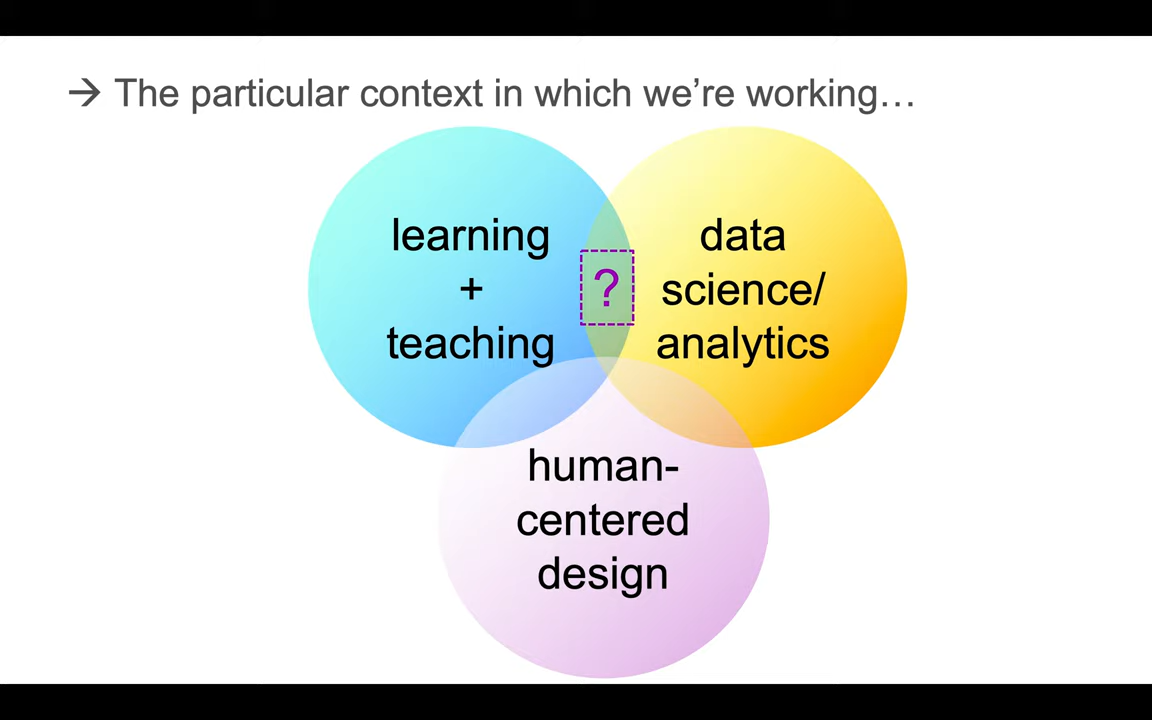 → The particular context in which we’re working…
learning
+
teaching
data
science/
analytics
?
human-
centered
design